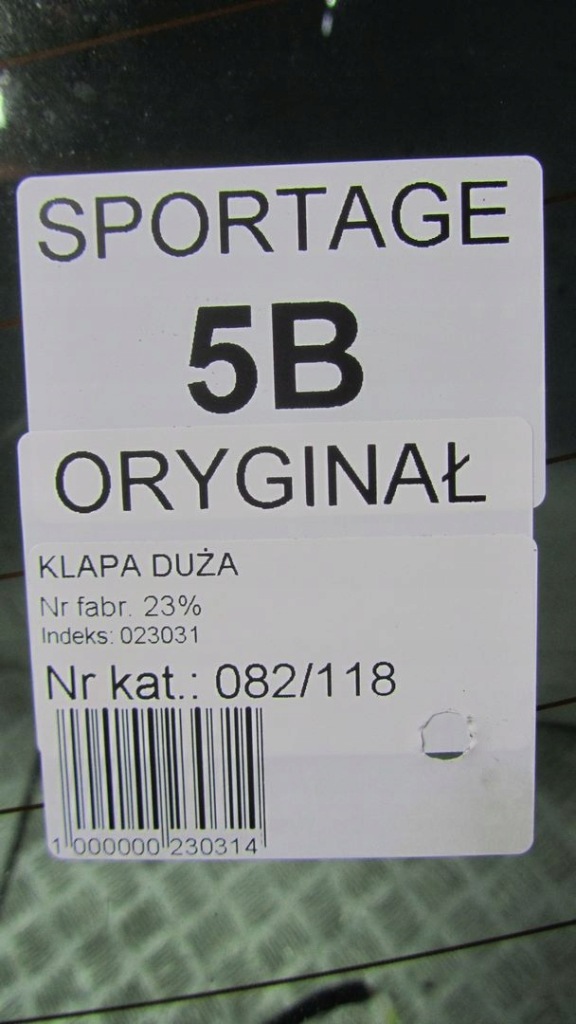 SPORTAGE
5B
ORYGINAŁ
KLAPA DUŻA
Nr fabr. 23%
Indeks: 023031
Nr kat.: 082/118
1 000000 230314